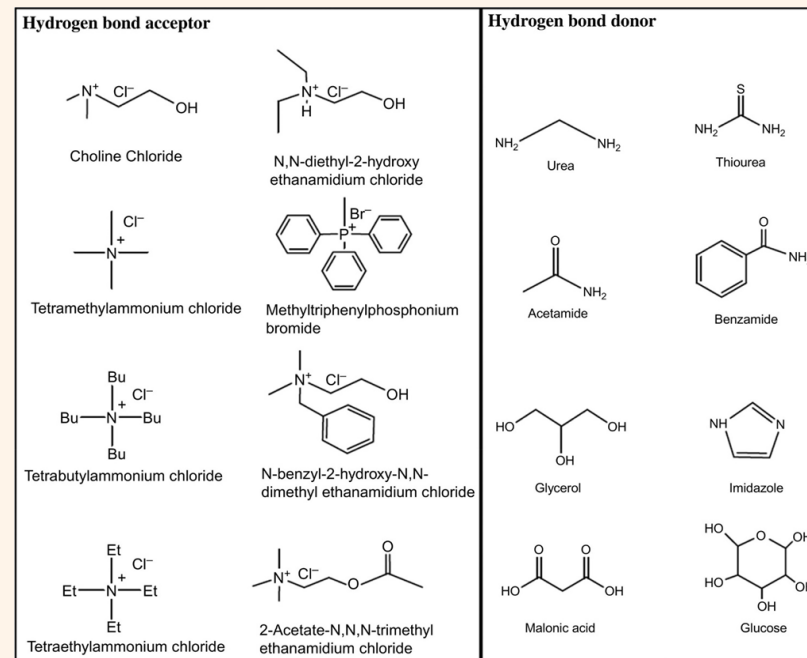 Hydrogen bond acceptor
N⁺ Cl⁻
OH
Choline Chloride
N⁺ Cl⁻
H
OH
N,N-diethyl-2-hydroxy
ethanamidium chloride
Cl⁻
N⁺
Tetramethylammonium chloride
Br⁻
P⁺
Methyltriphenylphosphonium
bromide
Bu
Cl⁻
Bu N⁺ Bu
Bu
Tetrabutylammonium chloride
N⁺ Cl⁻
OH
N-benzyl-2-hydroxy-N,N-
dimethyl ethanamidium chloride
Et
Cl⁻
Et N⁺ Et
Et
Tetraethylammonium chloride
O
N⁺ Cl⁻
O
2-Acetate-N,N,N-trimethyl
ethanamidium chloride
Hydrogen bond donor
NH₂ NH₂
Urea
S
NH₂ NH₂
Thiourea
O
NH₂
Acetamide
O
NH
Benzamide
HO OH
OH
Glycerol
NH N
Imidazole
O O
HO OH
Malonic acid
HO O OH
HO OH
OH
Glucose